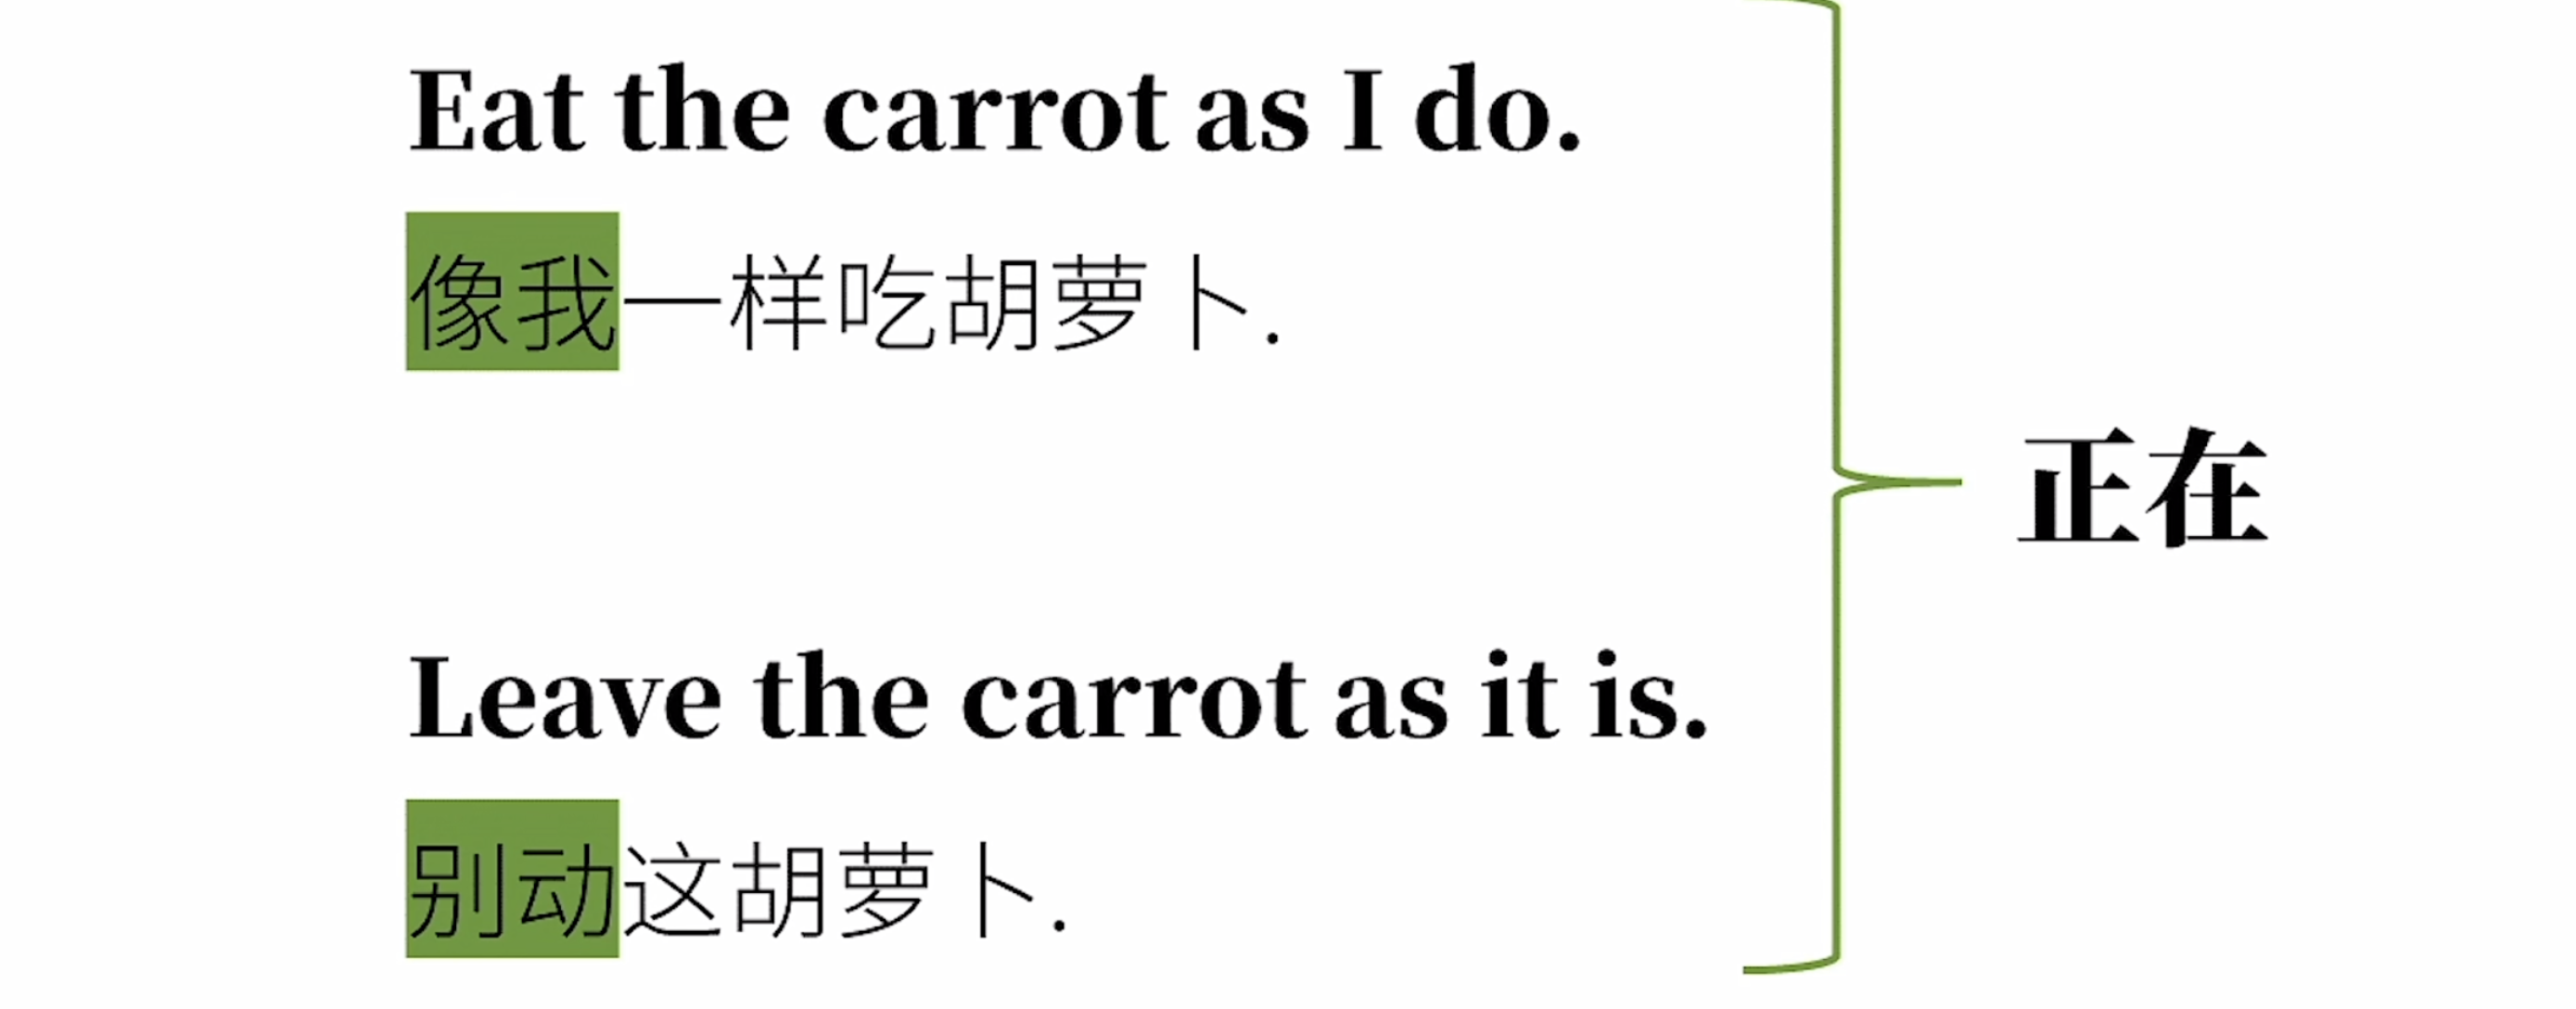 Eat the carrot as I do.
像我一样吃胡萝卜.
正在
Leave the carrot as it is.
别动这胡萝卜.